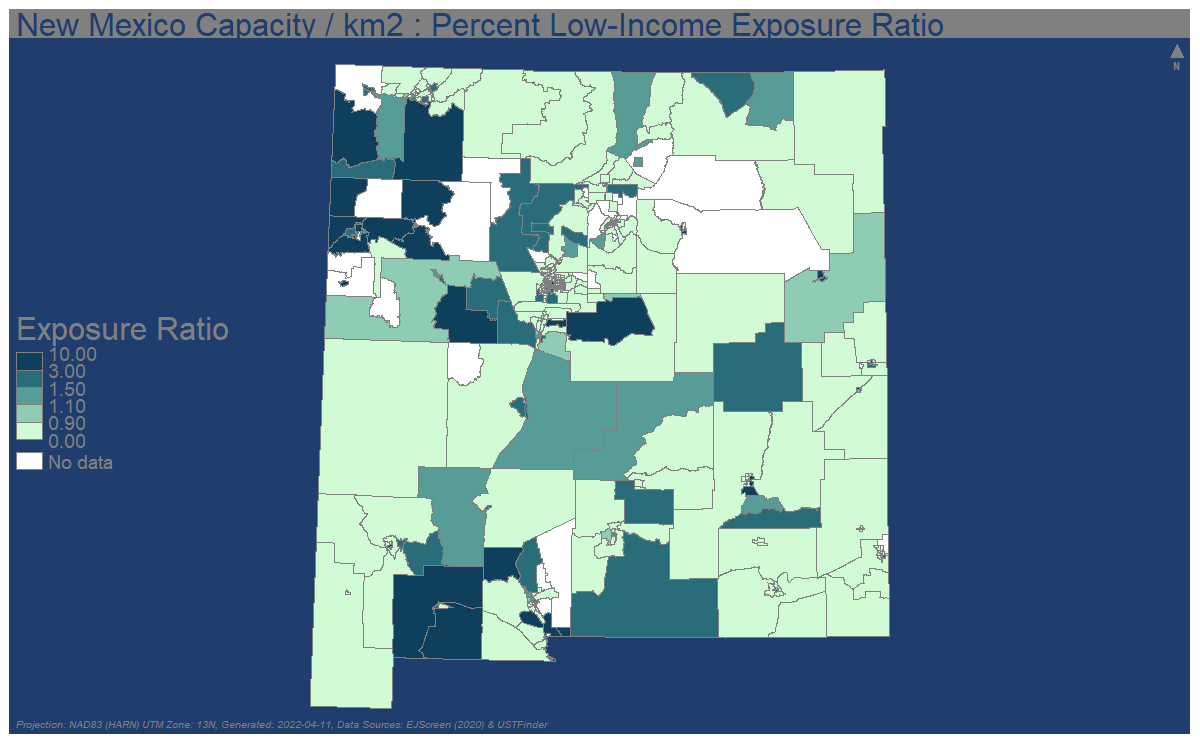 New Mexico Capacity / km2 : Percent Low-Income Exposure Ratio
N
Exposure Ratio
10.00
3.00
1.50
1.10
0.90
0.00
No data
Projection: NAD83 (HARN) UTM Zone: 13N, Generated: 2022-04-11, Data Sources: EJScreen (2020) & USTFinder